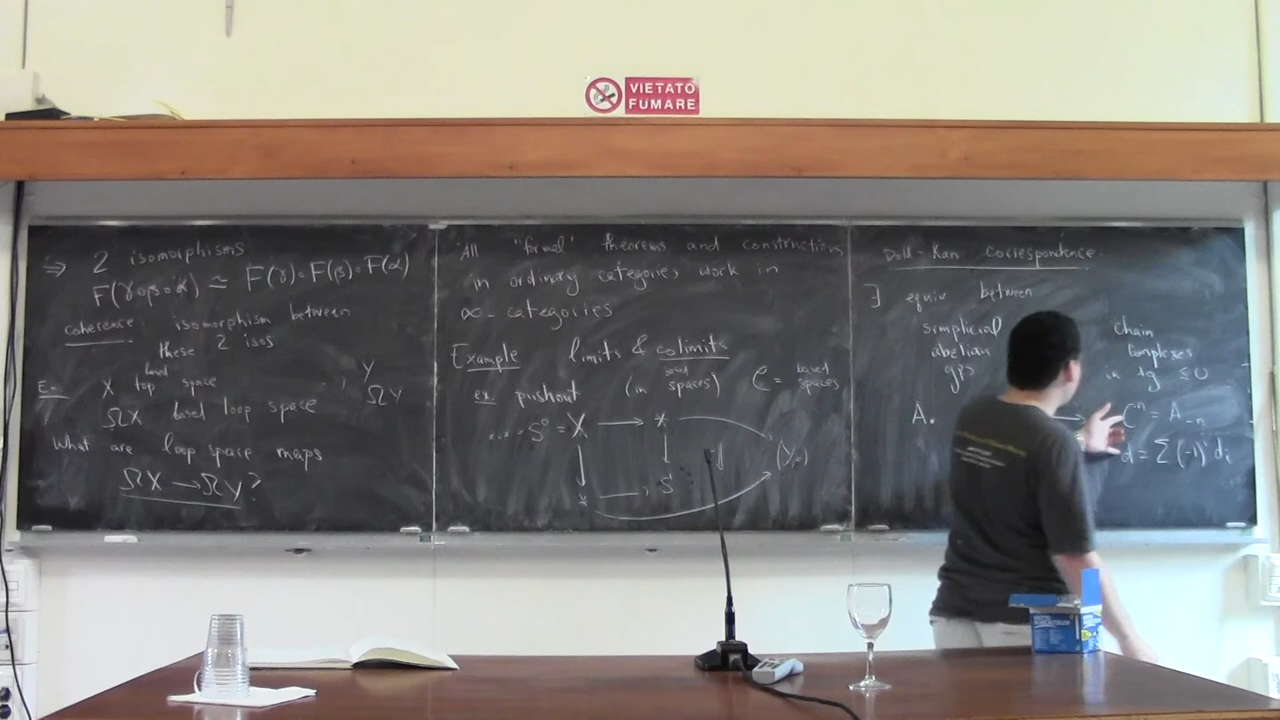 VIETATO
FUMARE
⇒ 2 isomorphisms
F(γ∘β∘α) ≃ F(γ)∘F(β)∘F(α)
coherence: isomorphism between
these 2 isos
Ex. X top space
ΩX based loop space
Y
ΩY
What are loop space maps
ΩX → ΩY?
All "formal" theorems and constructions
in ordinary categories work in
∞-categories
Example limits & colimits
ex. pushout (in based spaces) C = based spaces
S⁰ = X → *
* → S¹
Dold-Kan correspondence:
∃ equiv between
simplicial
abelian
gps
chain
complexes
in deg ≤ 0
A. → Cⁿ = A₋ₙ
d = Σ (-1)ⁱ dᵢ